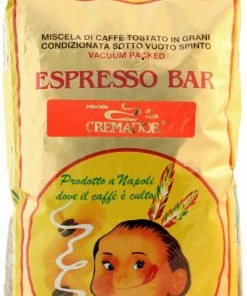 MISCELA DI CAFFÈ TOSTATO IN GRANI
CONDIZIONATA SOTTO VUOTO SPINTO
VACUUM PACKED
ESPRESSO BAR
miscela
CREMADOR
Prodotto a Napoli
dove il caffè è culto